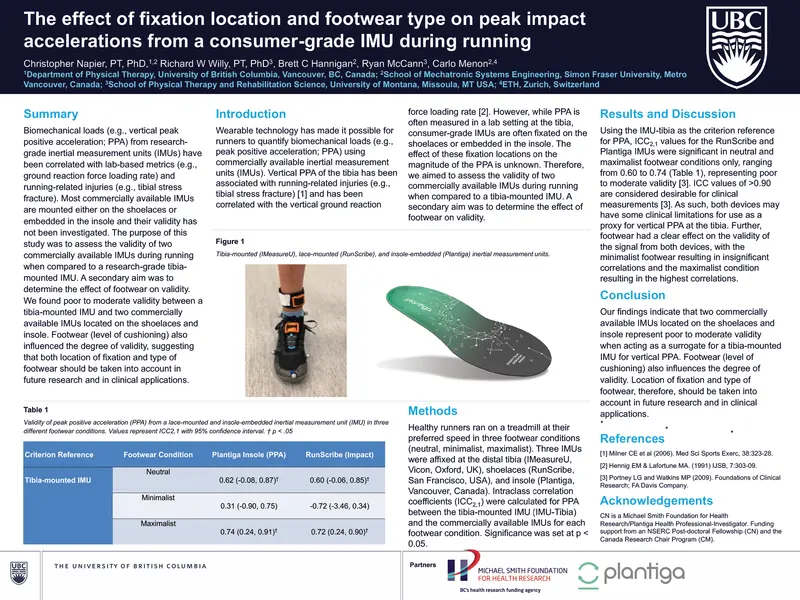 The effect of fixation location and footwear type on peak impact
accelerations from a consumer-grade IMU during running
Christopher Napier, PT, PhD,1,2 Richard W Willy, PT, PhD3, Brett C Hannigan2, Ryan McCann3, Carlo Menon2,4
1Department of Physical Therapy, University of British Columbia, Vancouver, BC, Canada; 2School of Mechatronic Systems Engineering, Simon Fraser University, Metro
Vancouver, Canada; 3School of Physical Therapy and Rehabilitation Science, University of Montana, Missoula, MT USA; 4ETH, Zurich, Switzerland
UBC
Summary
Biomechanical loads (e.g., vertical peak
positive acceleration; PPA) from research-
grade inertial measurement units (IMUs) have
been correlated with lab-based metrics (e.g.,
ground reaction force loading rate) and
running-related injuries (e.g., tibial stress
fracture). Most commercially available IMUs
are mounted either on the shoelaces or
embedded in the insole and their validity has
not been investigated. The purpose of this
study was to assess the validity of two
commercially available IMUs during running
when compared to a research-grade tibia-
mounted IMU. A secondary aim was to
determine the effect of footwear on validity.
We found poor to moderate validity between a
tibia-mounted IMU and two commercially
available IMUs located on the shoelaces and
insole. Footwear (level of cushioning) also
influenced the degree of validity, suggesting
that both location of fixation and type of
footwear should be taken into account in
future research and in clinical applications.
Introduction
Wearable technology has made it possible for
runners to quantify biomechanical loads (e.g.,
peak positive acceleration; PPA) using
commercially available inertial measurement
units (IMUs). Vertical PPA of the tibia has been
associated with running-related injuries (e.g.,
tibial stress fracture) [1] and has been
correlated with the vertical ground reaction
force loading rate [2]. However, while PPA is
often measured in a lab setting at the tibia,
consumer-grade IMUs are often fixated on the
shoelaces or embedded in the insole. The
effect of these fixation locations on the
magnitude of the PPA is unknown. Therefore,
we aimed to assess the validity of two
commercially available IMUs during running
when compared to a tibia-mounted IMU. A
secondary aim was to determine the effect of
footwear on validity.
Figure 1
Tibia-mounted (IMeasureU), lace-mounted (RunScribe), and insole-embedded (Plantiga) inertial measurement units.
plantiga
Table 1
Validity of peak positive acceleration (PPA) from a lace-mounted and insole-embedded inertial measurement unit (IMU) in three
different footwear conditions. Values represent ICC2,1 with 95% confidence interval. † p < .05
Criterion Reference Footwear Condition Plantiga Insole (PPA) RunScribe (Impact)
Tibia-mounted IMU Neutral 0.62 (-0.08, 0.87)† 0.60 (-0.06, 0.85)†
Minimalist 0.31 (-0.90, 0.75) -0.72 (-3.46, 0.34)
Maximalist 0.74 (0.24, 0.91)† 0.72 (0.24, 0.90)†
Methods
Healthy runners ran on a treadmill at their
preferred speed in three footwear conditions
(neutral, minimalist, maximalist). Three IMUs
were affixed at the distal tibia (IMeasureU,
Vicon, Oxford, UK), shoelaces (RunScribe,
San Francisco, USA), and insole (Plantiga,
Vancouver, Canada). Intraclass correlation
coefficients (ICC2,1) were calculated for PPA
between the tibia-mounted IMU (IMU-Tibia)
and the commercially available IMUs for each
footwear condition. Significance was set at p <
0.05.
Results and Discussion
Using the IMU-tibia as the criterion reference
for PPA, ICC2,1 values for the RunScribe and
Plantiga IMUs were significant in neutral and
maximalist footwear conditions only, ranging
from 0.60 to 0.74 (Table 1), representing poor
to moderate validity [3]. ICC values of >0.90
are considered desirable for clinical
measurements [3]. As such, both devices may
have some clinical limitations for use as a
proxy for vertical PPA at the tibia. Further,
footwear had a clear effect on the validity of
the signal from both devices, with the
minimalist footwear resulting in insignificant
correlations and the maximalist condition
resulting in the highest correlations.
Conclusion
Our findings indicate that two commercially
available IMUs located on the shoelaces and
insole represent poor to moderate validity
when acting as a surrogate for a tibia-mounted
IMU for vertical PPA. Footwear (level of
cushioning) also influences the degree of
validity. Location of fixation and type of
footwear, therefore, should be taken into
account in future research and in clinical
applications.
References
[1] Milner CE et al (2006). Med Sci Sports Exerc, 38:323-28.
[2] Hennig EM & Lafortune MA. (1991) IJSB, 7:303-09.
[3] Portney LG and Watkins MP (2009). Foundations of Clinical
Research; FA Davis Company.
Acknowledgements
CN is a Michael Smith Foundation for Health
Research/Plantiga Health Professional-Investigator. Funding
support from an NSERC Post-doctoral Fellowship (CN) and the
Canada Research Chair Program (CM).
UBC
THE UNIVERSITY OF BRITISH COLUMBIA
Partners
MICHAEL SMITH FOUNDATION
FOR HEALTH RESEARCH
BC's health research funding agency
plantiga